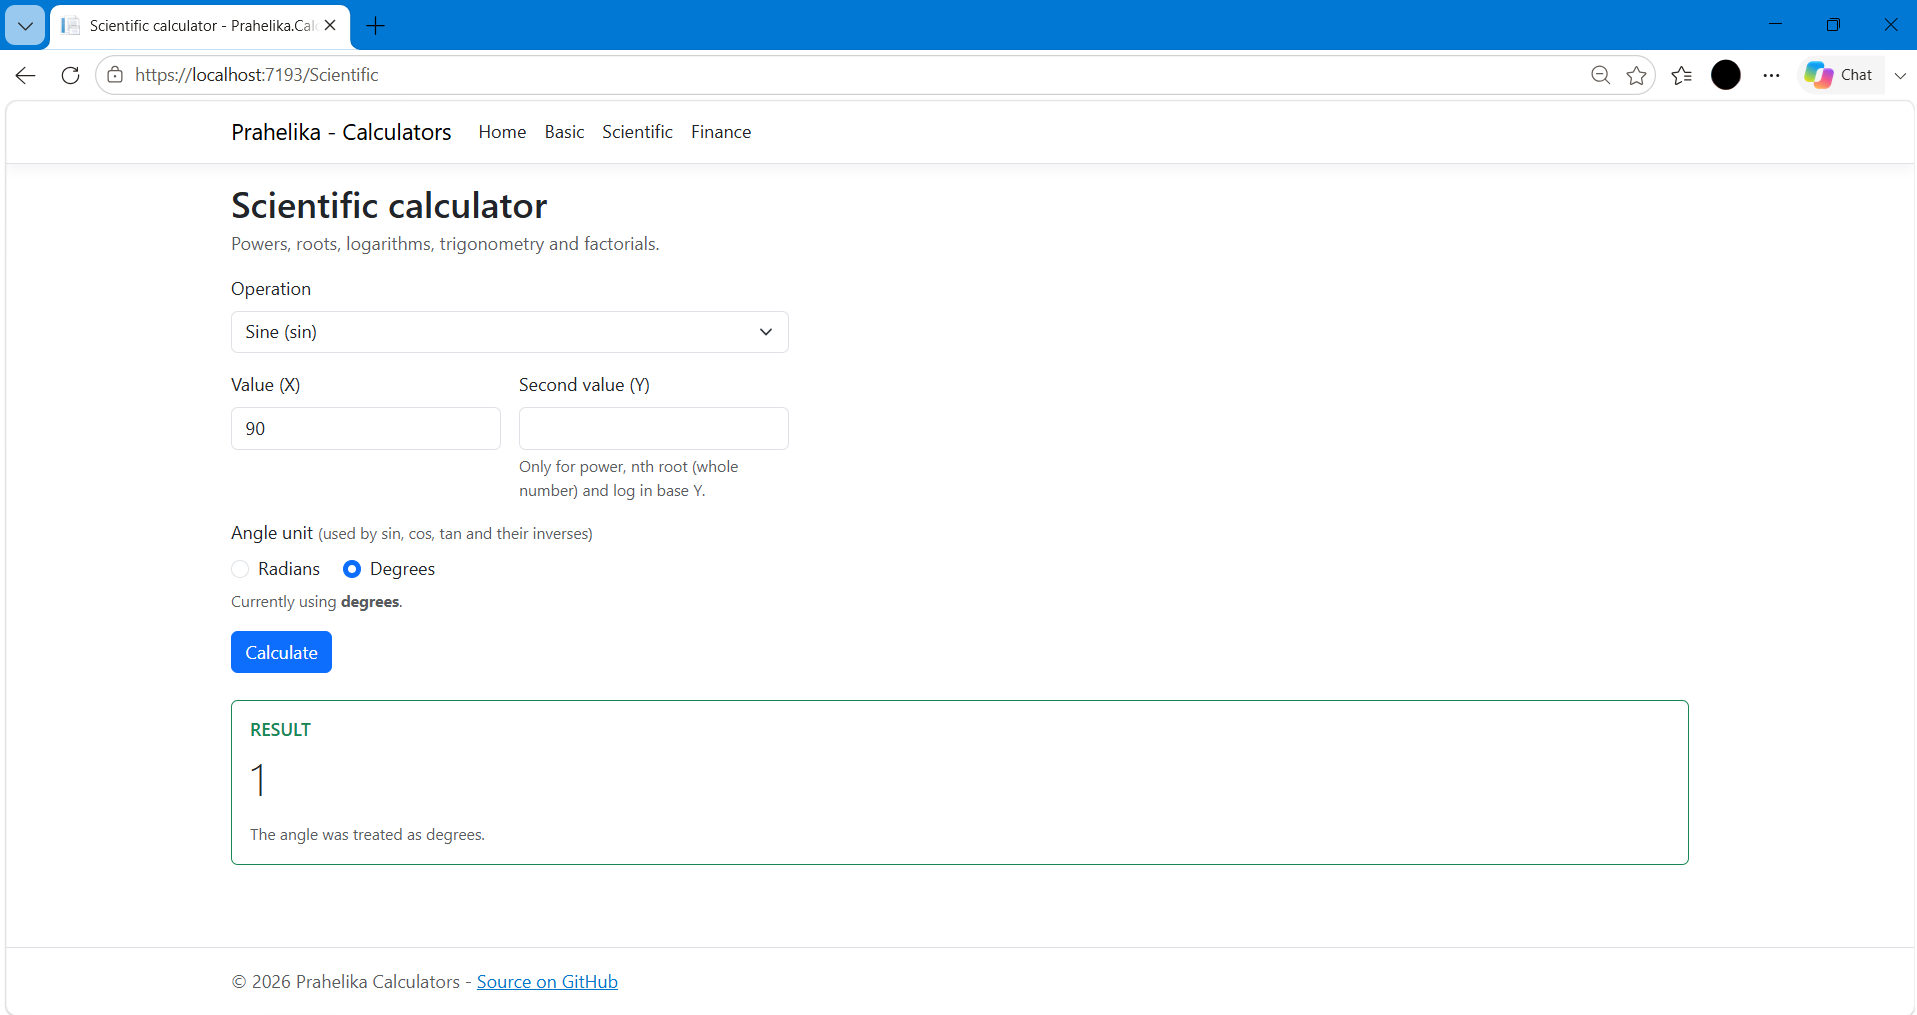 Scientific calculator - Prahelika.Calc
https://localhost:7193/Scientific
Chat
Prahelika - Calculators Home Basic Scientific Finance
Scientific calculator
Powers, roots, logarithms, trigonometry and factorials.
Operation
Sine (sin)
Value (X) Second value (Y)
90
Only for power, nth root (whole
number) and log in base Y.
Angle unit (used by sin, cos, tan and their inverses)
Radians Degrees
Currently using degrees.
Calculate
RESULT
1
The angle was treated as degrees.
© 2026 Prahelika Calculators - Source on GitHub